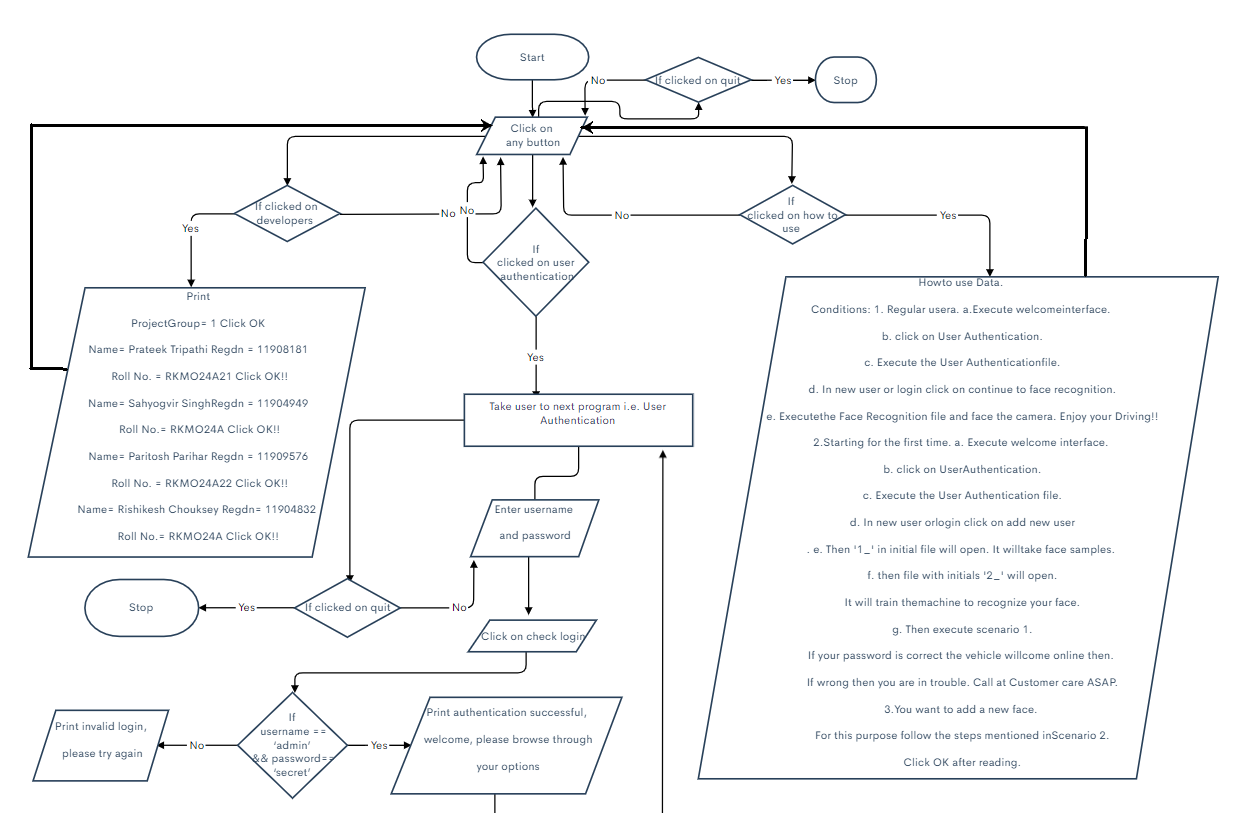 Start
If clicked on quit
No
Yes
Stop
Click on
any button
If clicked on
developers
No
Yes
If
clicked on user
authentication
No
Yes
If
clicked on how to
use
No
Yes
Print
ProjectGroup= 1 Click OK
Name= Prateek Tripathi Regdn = 11908181
Roll No. = RKMO24A21 Click OK!!
Name= Sahyogvir SinghRegdn = 11904949
Roll No.= RKMO24A Click OK!!
Name= Paritosh Parihar Regdn = 11909576
Roll No. = RKMO24A22 Click OK!!
Name= Rishikesh Chouksey Regdn= 11904832
Roll No.= RKMO24A Click OK!!
Howto use Data.
Conditions: 1. Regular usera. a.Execute welcomeinterface.
b. click on User Authentication.
c. Execute the User Authenticationfile.
d. In new user or login click on continue to face recognition.
e. Executethe Face Recognition file and face the camera. Enjoy your Driving!!
2.Starting for the first time. a. Execute welcome interface.
b. click on UserAuthentication.
c. Execute the User Authentication file.
d. In new user orlogin click on add new user
. e. Then '1_' in initial file will open. It willtake face samples.
f. then file with initials '2_' will open.
It will train themachine to recognize your face.
g. Then execute scenario 1.
If your password is correct the vehicle willcome online then.
If wrong then you are in trouble. Call at Customer care ASAP.
3.You want to add a new face.
For this purpose follow the steps mentioned inScenario 2.
Click OK after reading.
Take user to next program i.e. User
Authentication
Enter username
and password
Stop
Yes
If clicked on quit
No
Click on check login
Print invalid login,
please try again
No
If
username ==
'admin'
&& password==
'secret'
Yes
Print authentication successful,
welcome, please browse through
your options